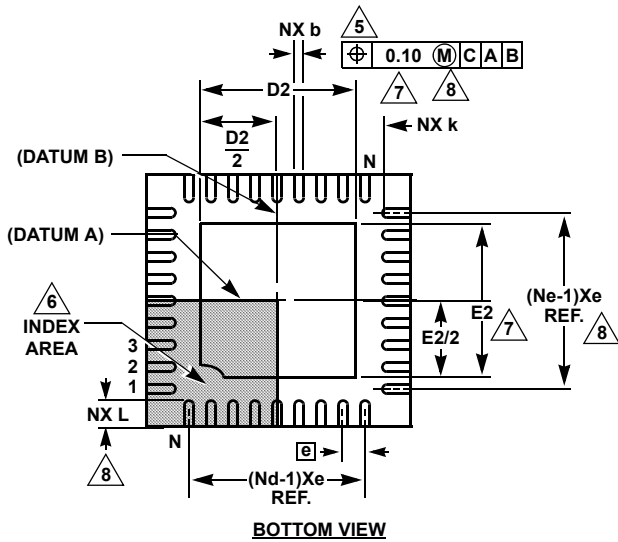 NX b
5
⌖ 0.10 Ⓜ C A B
7 8
D2
D2
2
NX k
(DATUM B)
N
(DATUM A)
6
INDEX
AREA
3
2
1
NX L
8
N
E2
7
E2/2
(Ne-1)Xe
REF.
8
e
(Nd-1)Xe
REF.
BOTTOM VIEW